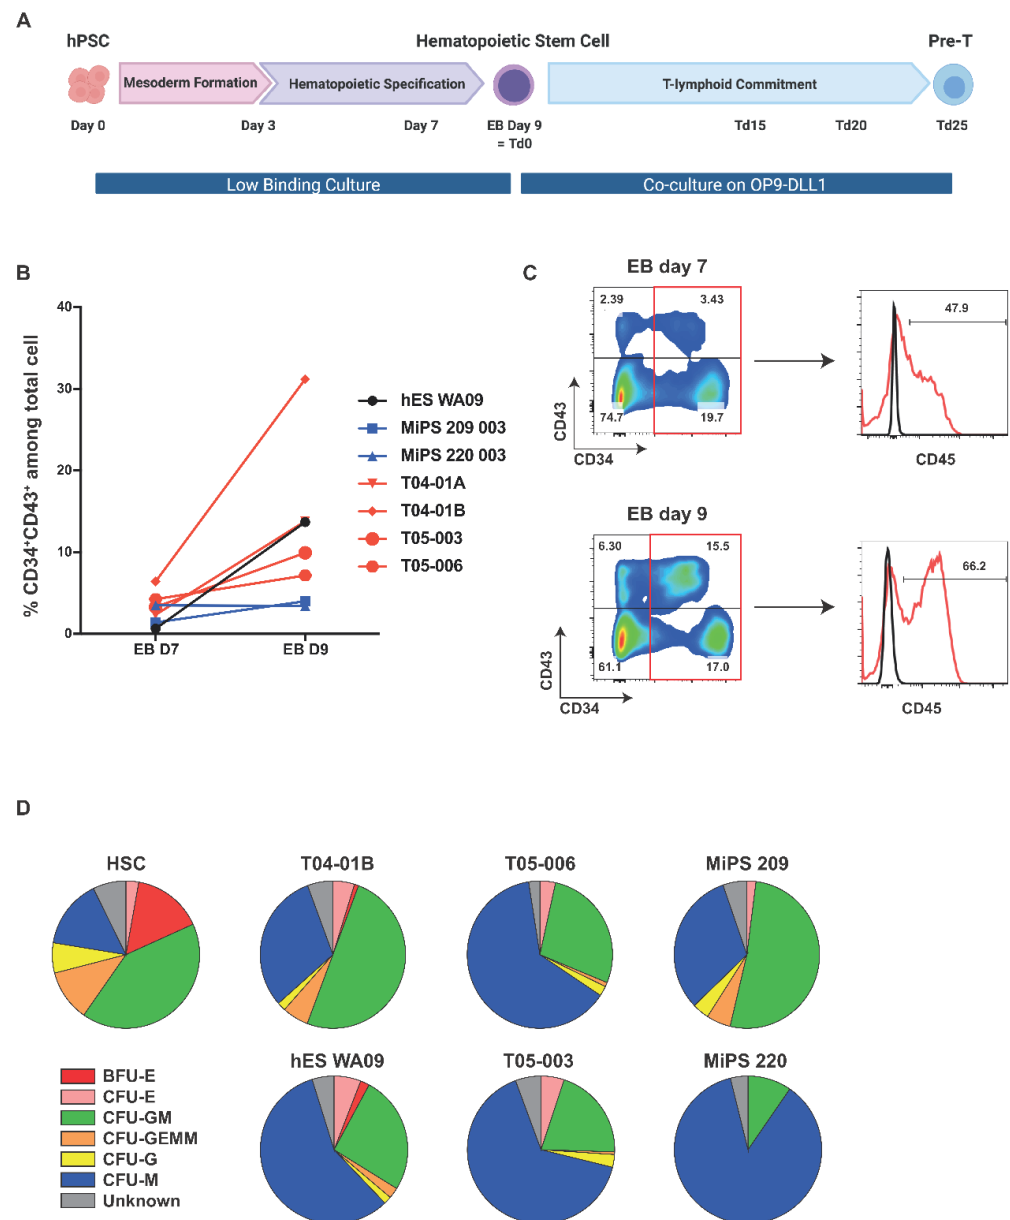 A
hPSC
Hematopoietic Stem Cell
Pre-T
Mesoderm Formation
Hematopoietic Specification
T-lymphoid Commitment
Day 0
Day 3
Day 7
EB Day 9
= Td0
Td15
Td20
Td25
Low Binding Culture
Co-culture on OP9-DLL1
B
% CD34+CD43+ among total cell
40
30
20
10
0
EB D7
EB D9
hES WA09
MiPS 209 003
MiPS 220 003
T04-01A
T04-01B
T05-003
T05-006
C
EB day 7
2.39
3.43
74.7
19.7
CD43
CD34
47.9
CD45
EB day 9
6.30
15.5
61.1
17.0
CD43
CD34
66.2
CD45
D
HSC
T04-01B
T05-006
MiPS 209
hES WA09
T05-003
MiPS 220
BFU-E
CFU-E
CFU-GM
CFU-GEMM
CFU-G
CFU-M
Unknown